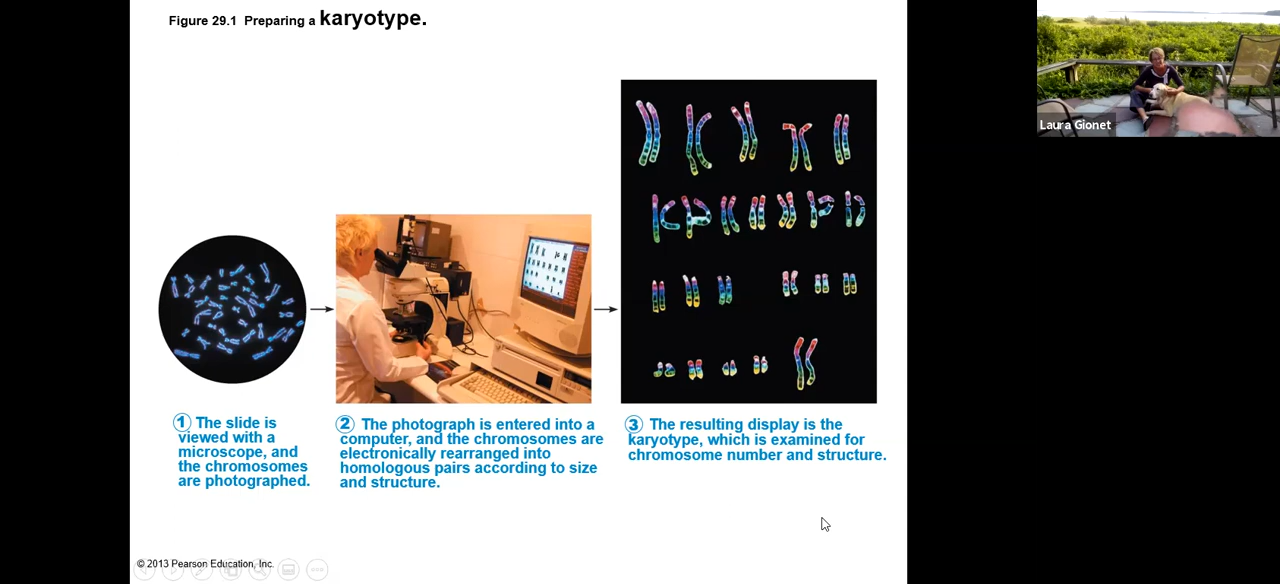 Figure 29.1 Preparing a karyotype.
Laura Gionet
1 The slide is
viewed with a
microscope, and
the chromosomes
are photographed.
2 The photograph is entered into a
computer, and the chromosomes are
electronically rearranged into
homologous pairs according to size
and structure.
3 The resulting display is the
karyotype, which is examined for
chromosome number and structure.
© 2013 Pearson Education, Inc.